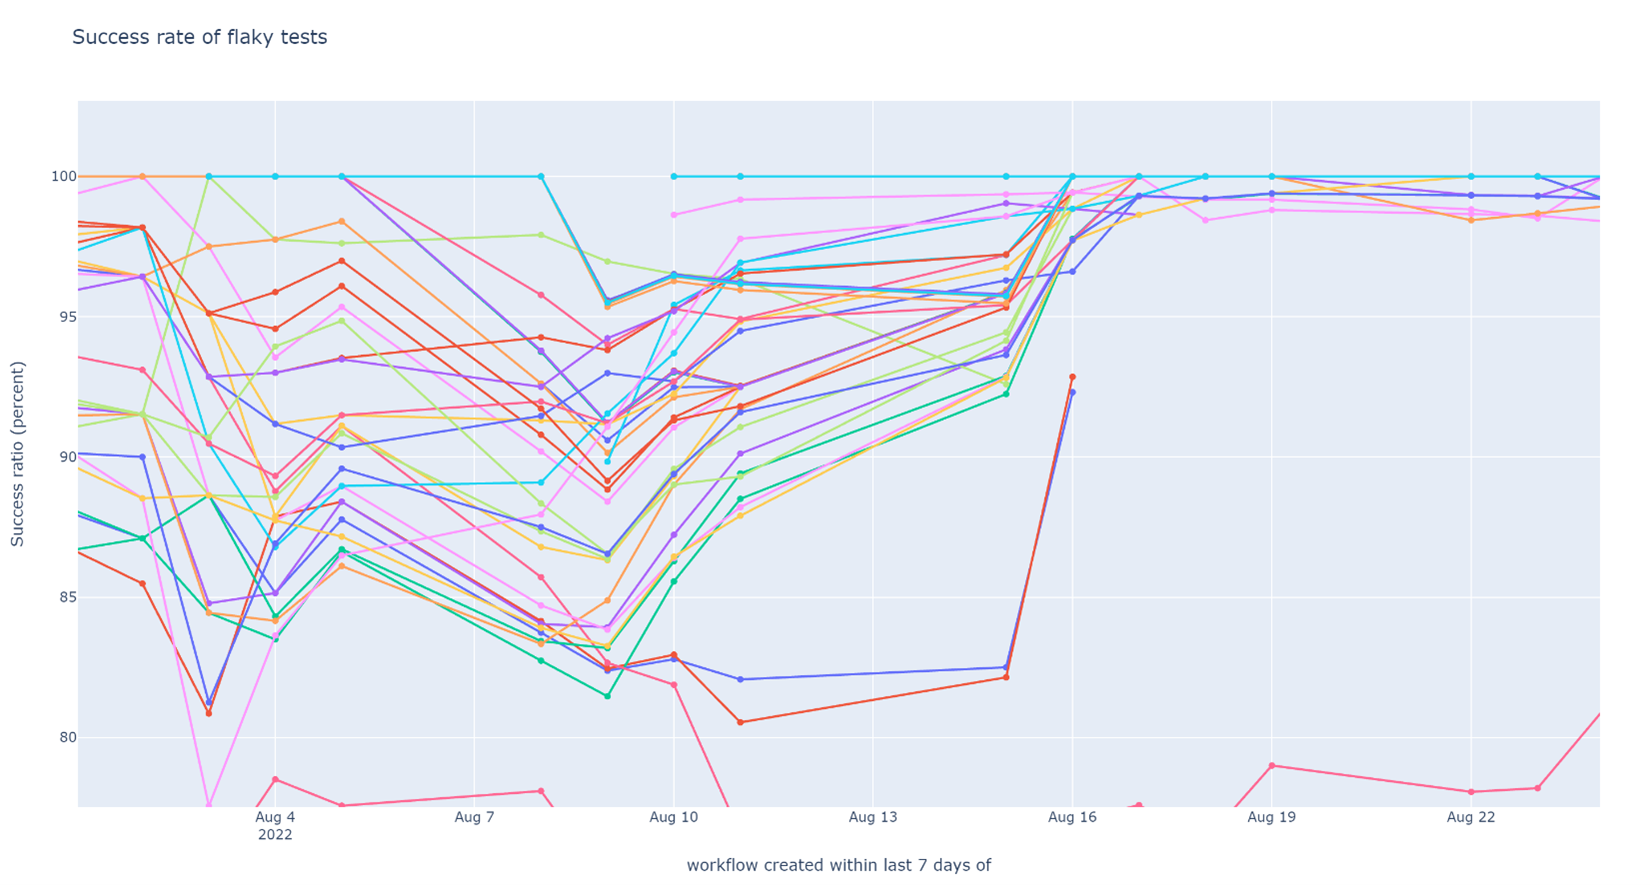 Success rate of flaky tests
Success ratio (percent)
100
95
90
85
80
Aug 4
2022
Aug 7
Aug 10
Aug 13
Aug 16
Aug 19
Aug 22
workflow created within last 7 days of